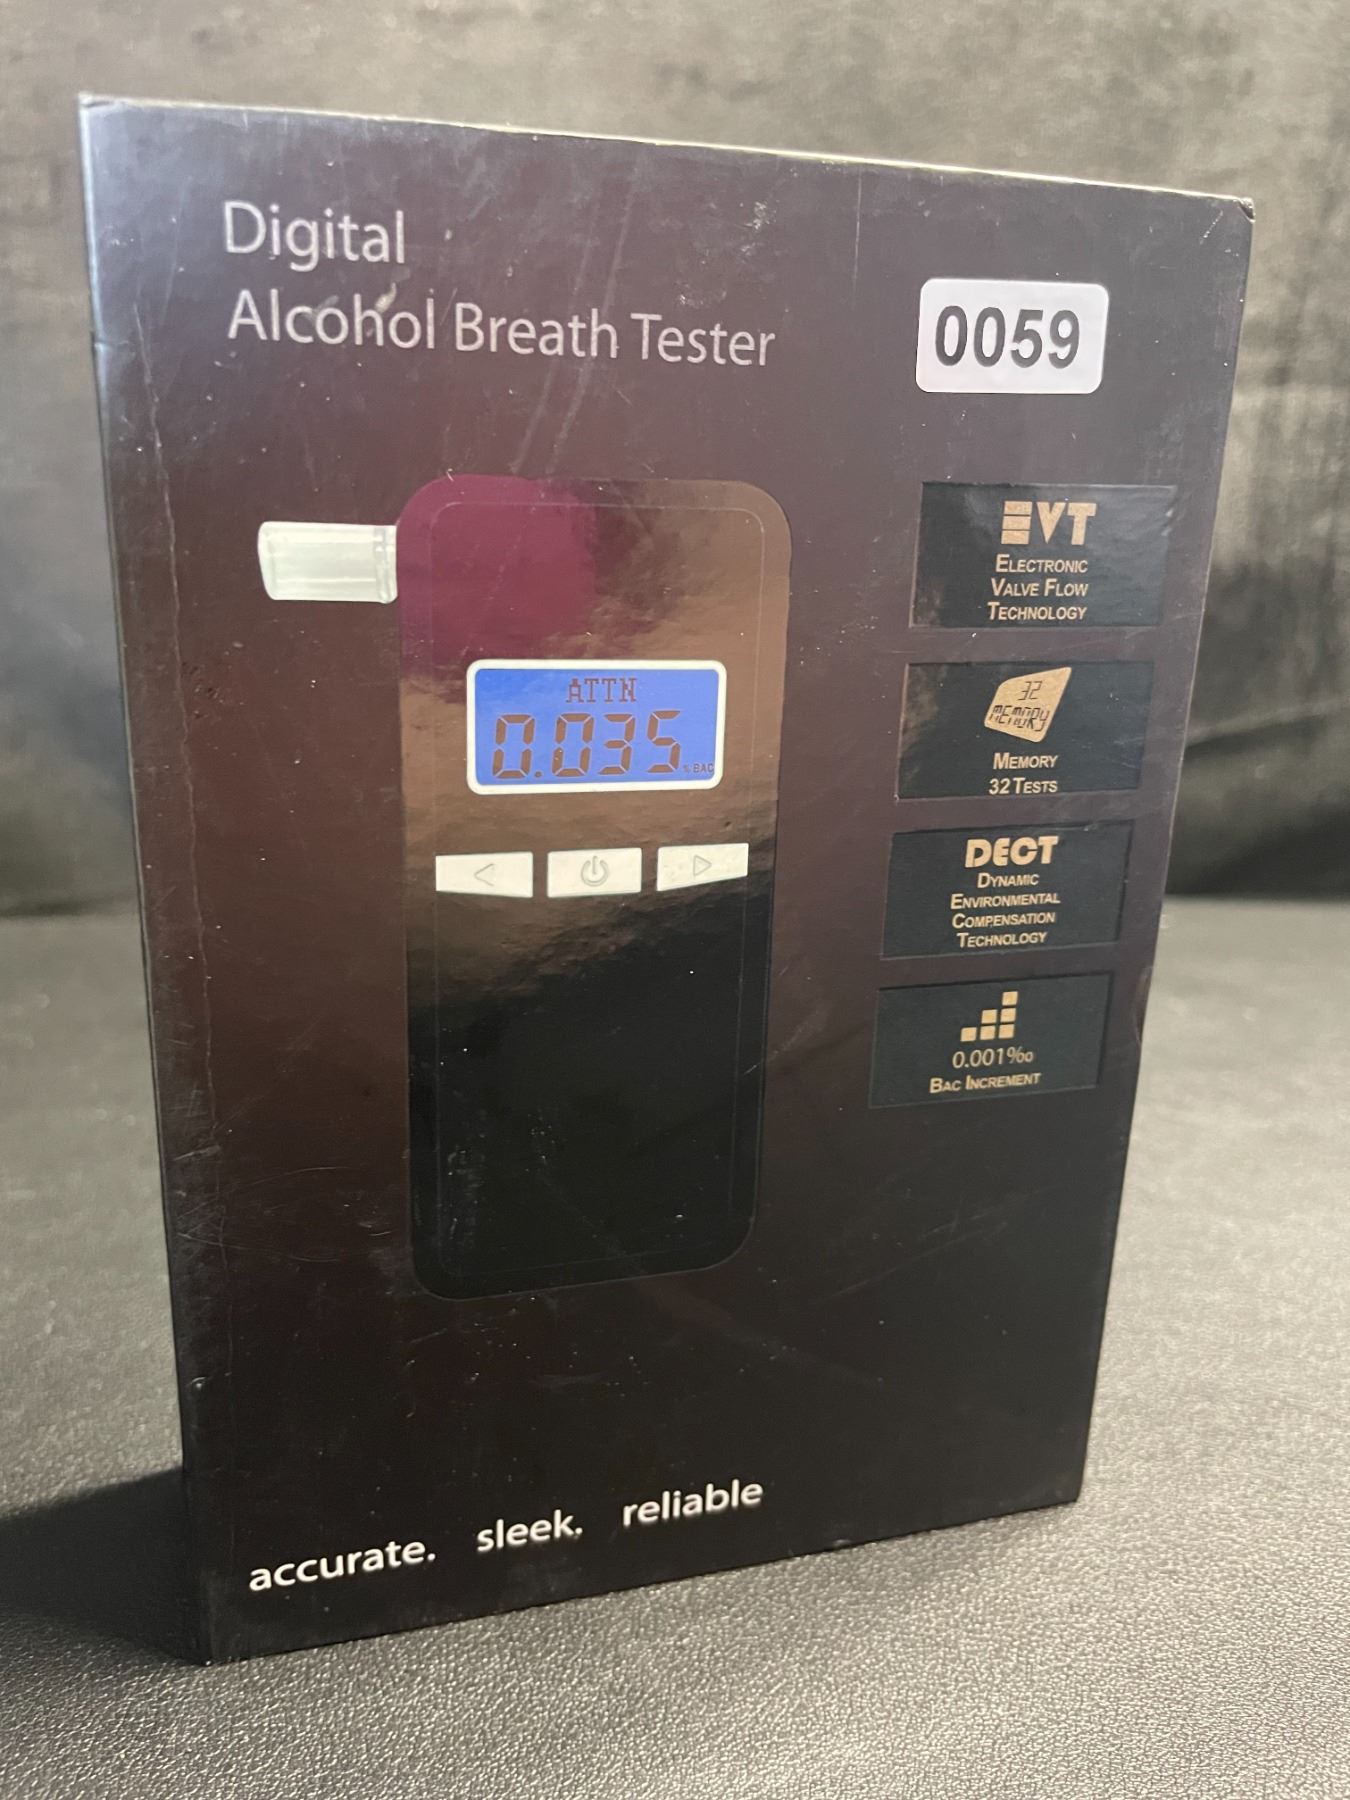 Digital
Alcohol Breath Tester
0059
EVT
ELECTRONIC
VALVE FLOW
TECHNOLOGY
ATTN
0.035
% BAC
32
MEMORY
MEMORY
32 TESTS
DECT
DYNAMIC
ENVIRONMENTAL
COMPENSATION
TECHNOLOGY
0.001‰
BAC INCREMENT
accurate. sleek. reliable